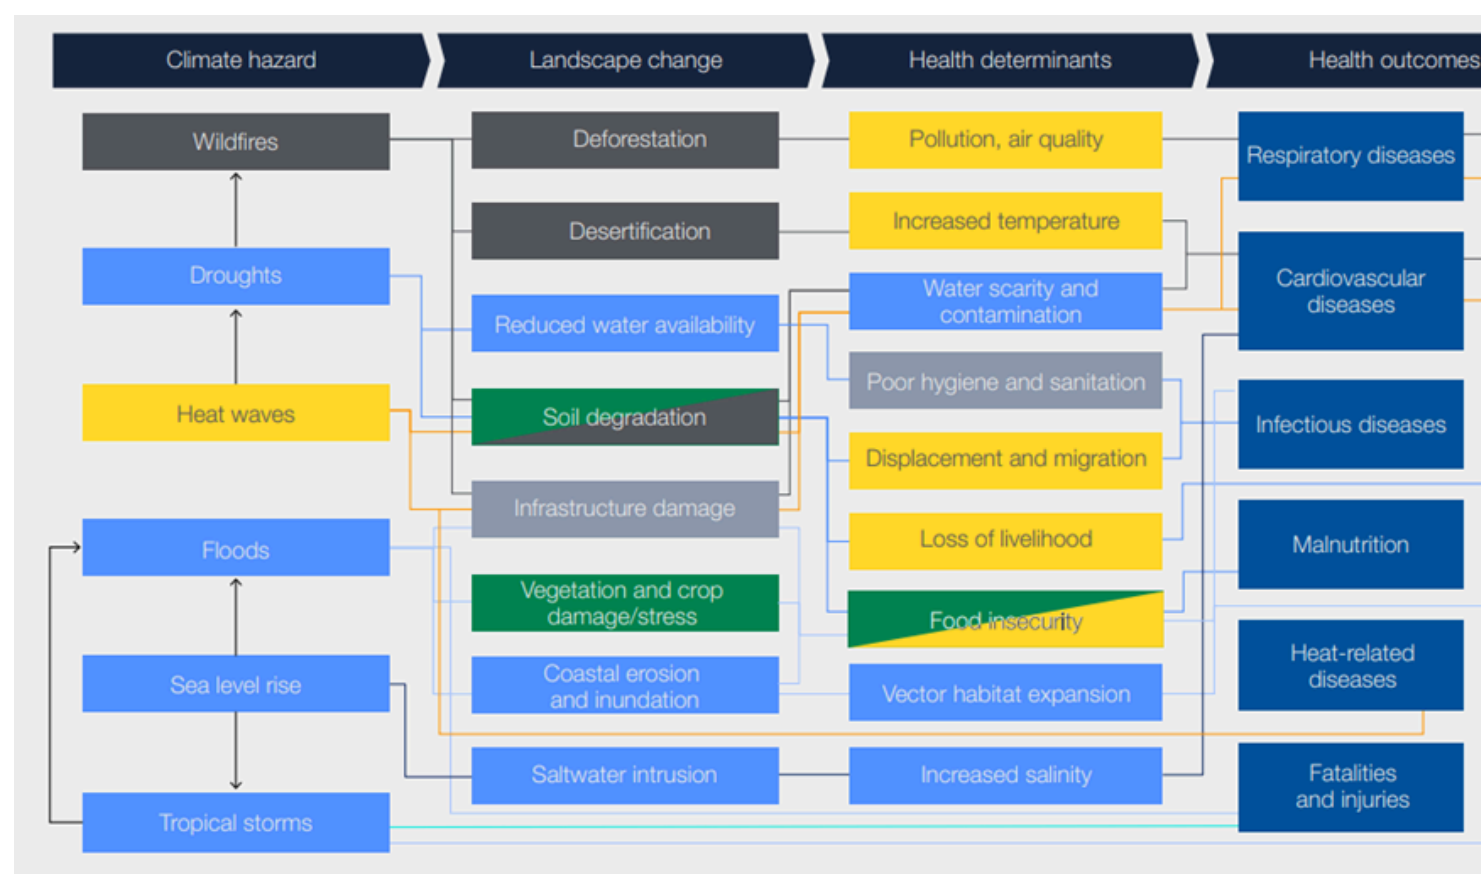 Climate hazard
Landscape change
Health determinants
Health outcomes
Wildfires
Droughts
Heat waves
Floods
Sea level rise
Tropical storms
Deforestation
Desertification
Reduced water availability
Soil degradation
Infrastructure damage
Vegetation and crop
damage/stress
Coastal erosion
and inundation
Saltwater intrusion
Pollution, air quality
Increased temperature
Water scarity and
contamination
Poor hygiene and sanitation
Displacement and migration
Loss of livelihood
Food insecurity
Vector habitat expansion
Increased salinity
Respiratory diseases
Cardiovascular
diseases
Infectious diseases
Malnutrition
Heat-related
diseases
Fatalities
and injuries